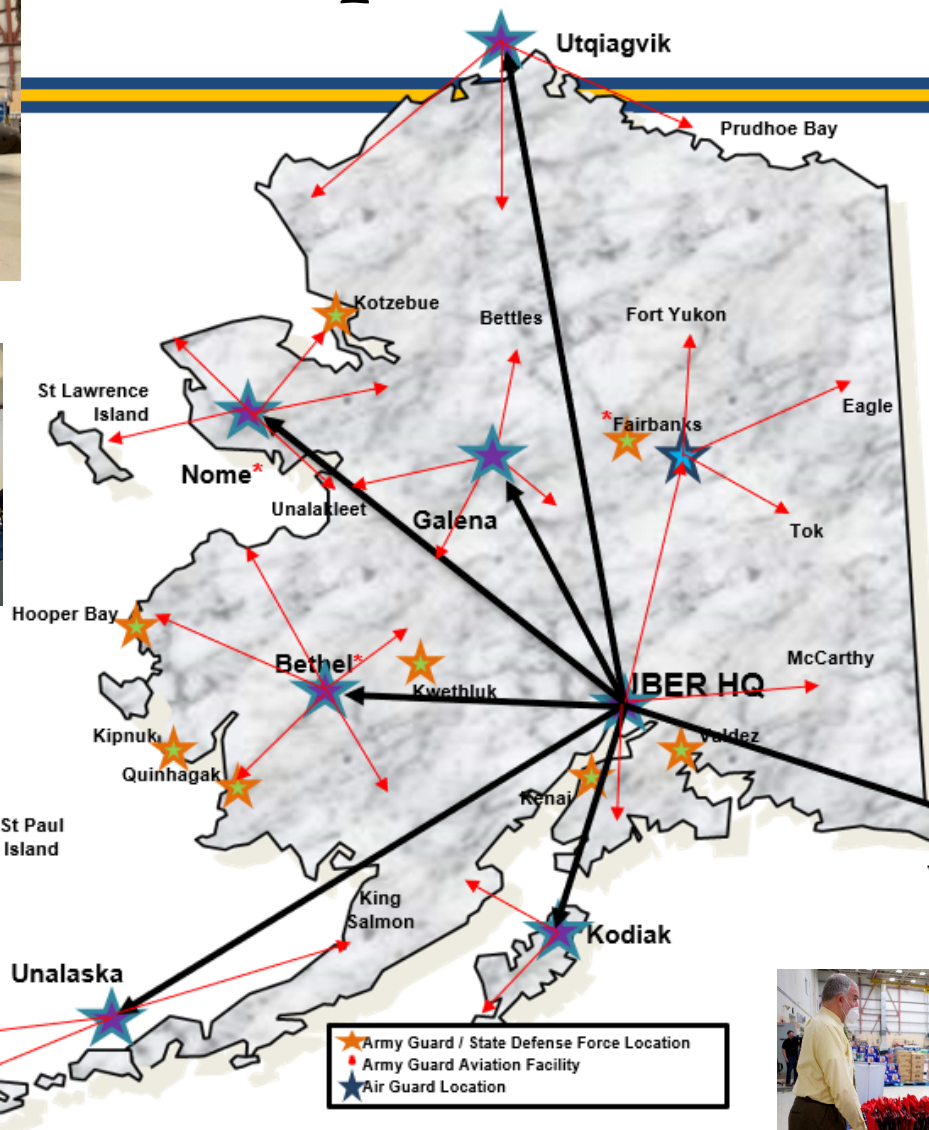 Utqiagvik
Prudhoe Bay
Kotzebue
Bettles
Fort Yukon
St Lawrence
Island
Eagle
*Fairbanks
Nome*
Unalakleet
Galena
Tok
Hooper Bay
Bethel*
Kwethluk
McCarthy
JBER HQ
Kipnuk
Valdez
Quinhagak
Kenai
St Paul
Island
King
Salmon
Kodiak
Unalaska
Army Guard / State Defense Force Location
Army Guard Aviation Facility
Air Guard Location